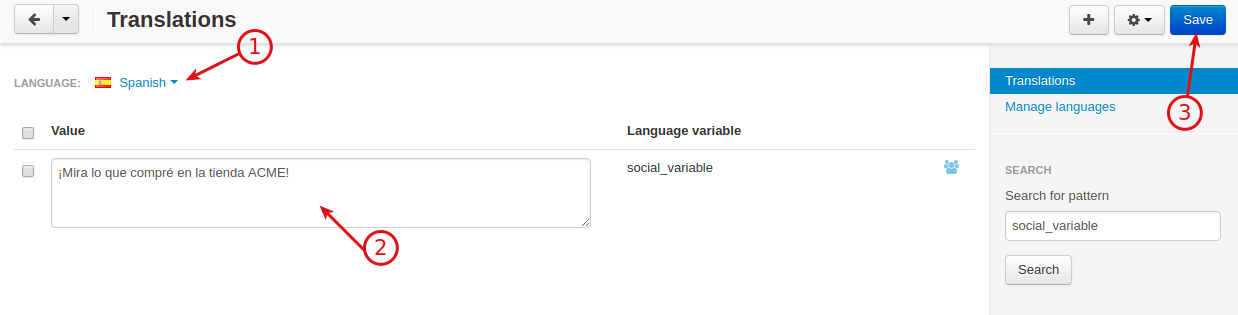 Translations
Save
1
LANGUAGE: Spanish
Translations
Manage languages
3
Value Language variable
¡Mira lo que compré en la tienda ACME!
social_variable
2
SEARCH
Search for pattern
social_variable
Search